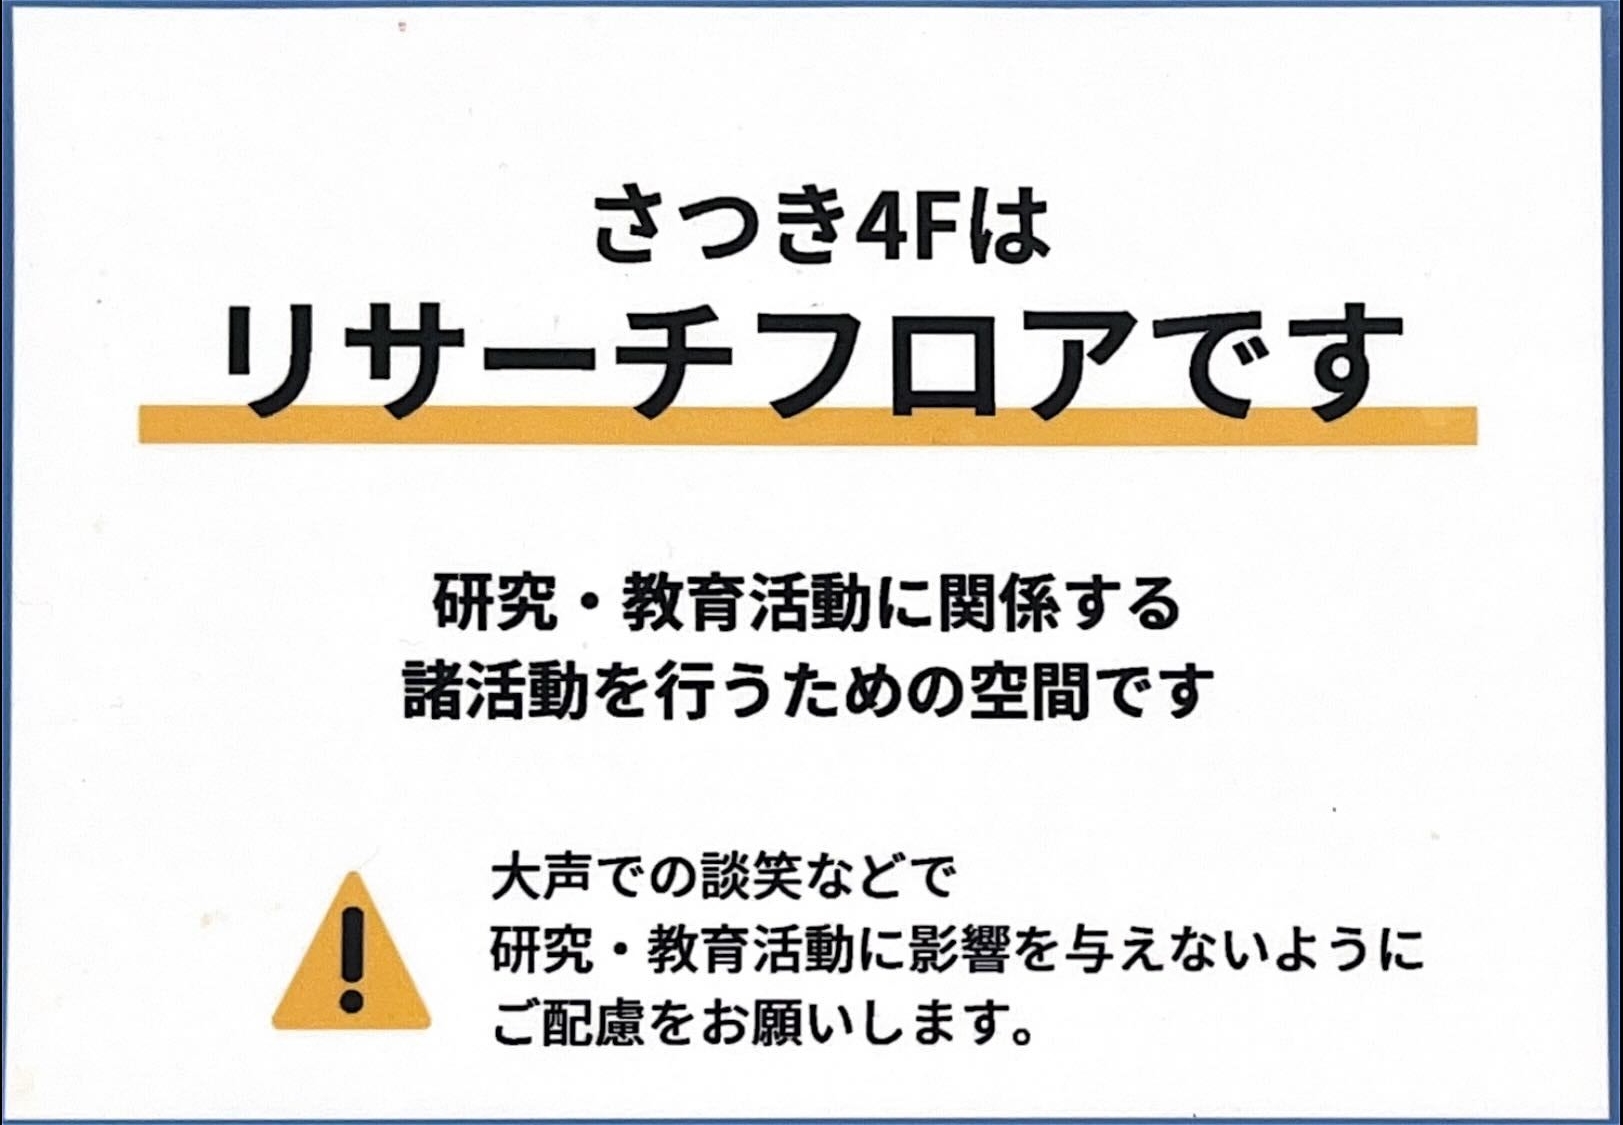 さつき4Fは
リサーチフロアです
研究・教育活動に関係する
諸活動を行うための空間です
大声での談笑などで
研究・教育活動に影響を与えないように
ご配慮をお願いします。